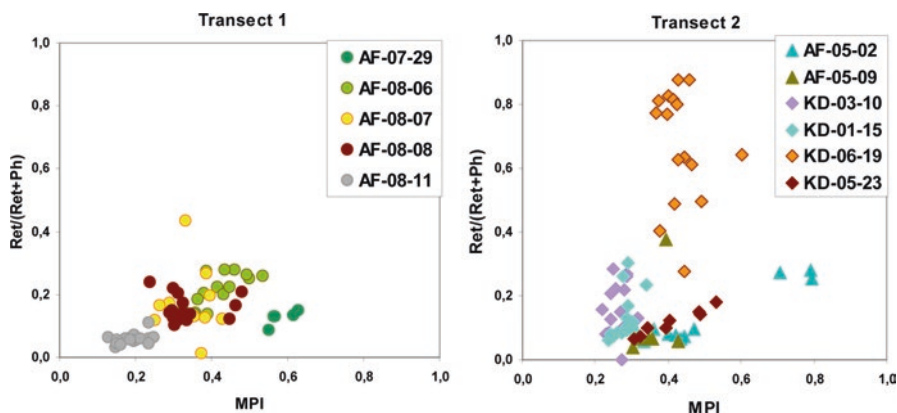 Transect 1
1,0
0,8
0,6
0,4
0,2
0,0
0,0 0,2 0,4 0,6 0,8 1,0
Ret/(Ret+Ph)
MPI
AF-07-29
AF-08-06
AF-08-07
AF-08-08
AF-08-11
Transect 2
1,0
0,8
0,6
0,4
0,2
0,0
0,0 0,2 0,4 0,6 0,8 1,0
Ret/(Ret+Ph)
MPI
AF-05-02
AF-05-09
KD-03-10
KD-01-15
KD-06-19
KD-05-23